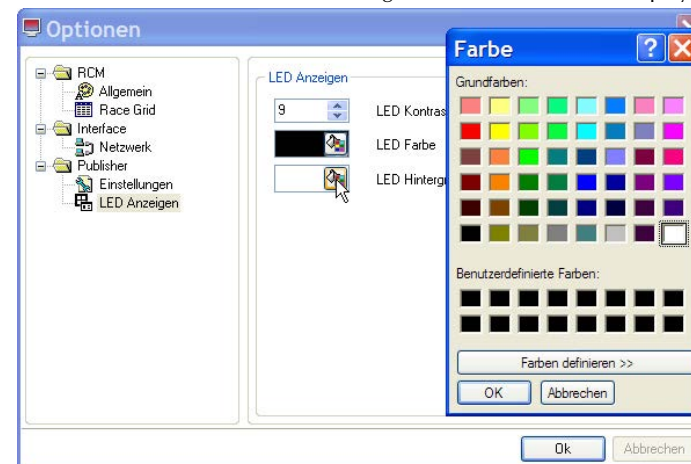 Optionen
RCM
Allgemein
Race Grid
Interface
Netzwerk
Publisher
Einstellungen
LED Anzeigen
LED Anzeigen
9
LED Kontras
LED Farbe
LED Hintergr
Farbe
Grundfarben:
Benutzerdefinierte Farben:
Farben definieren >>
OK
Abbrechen
Ok
Abbrechen